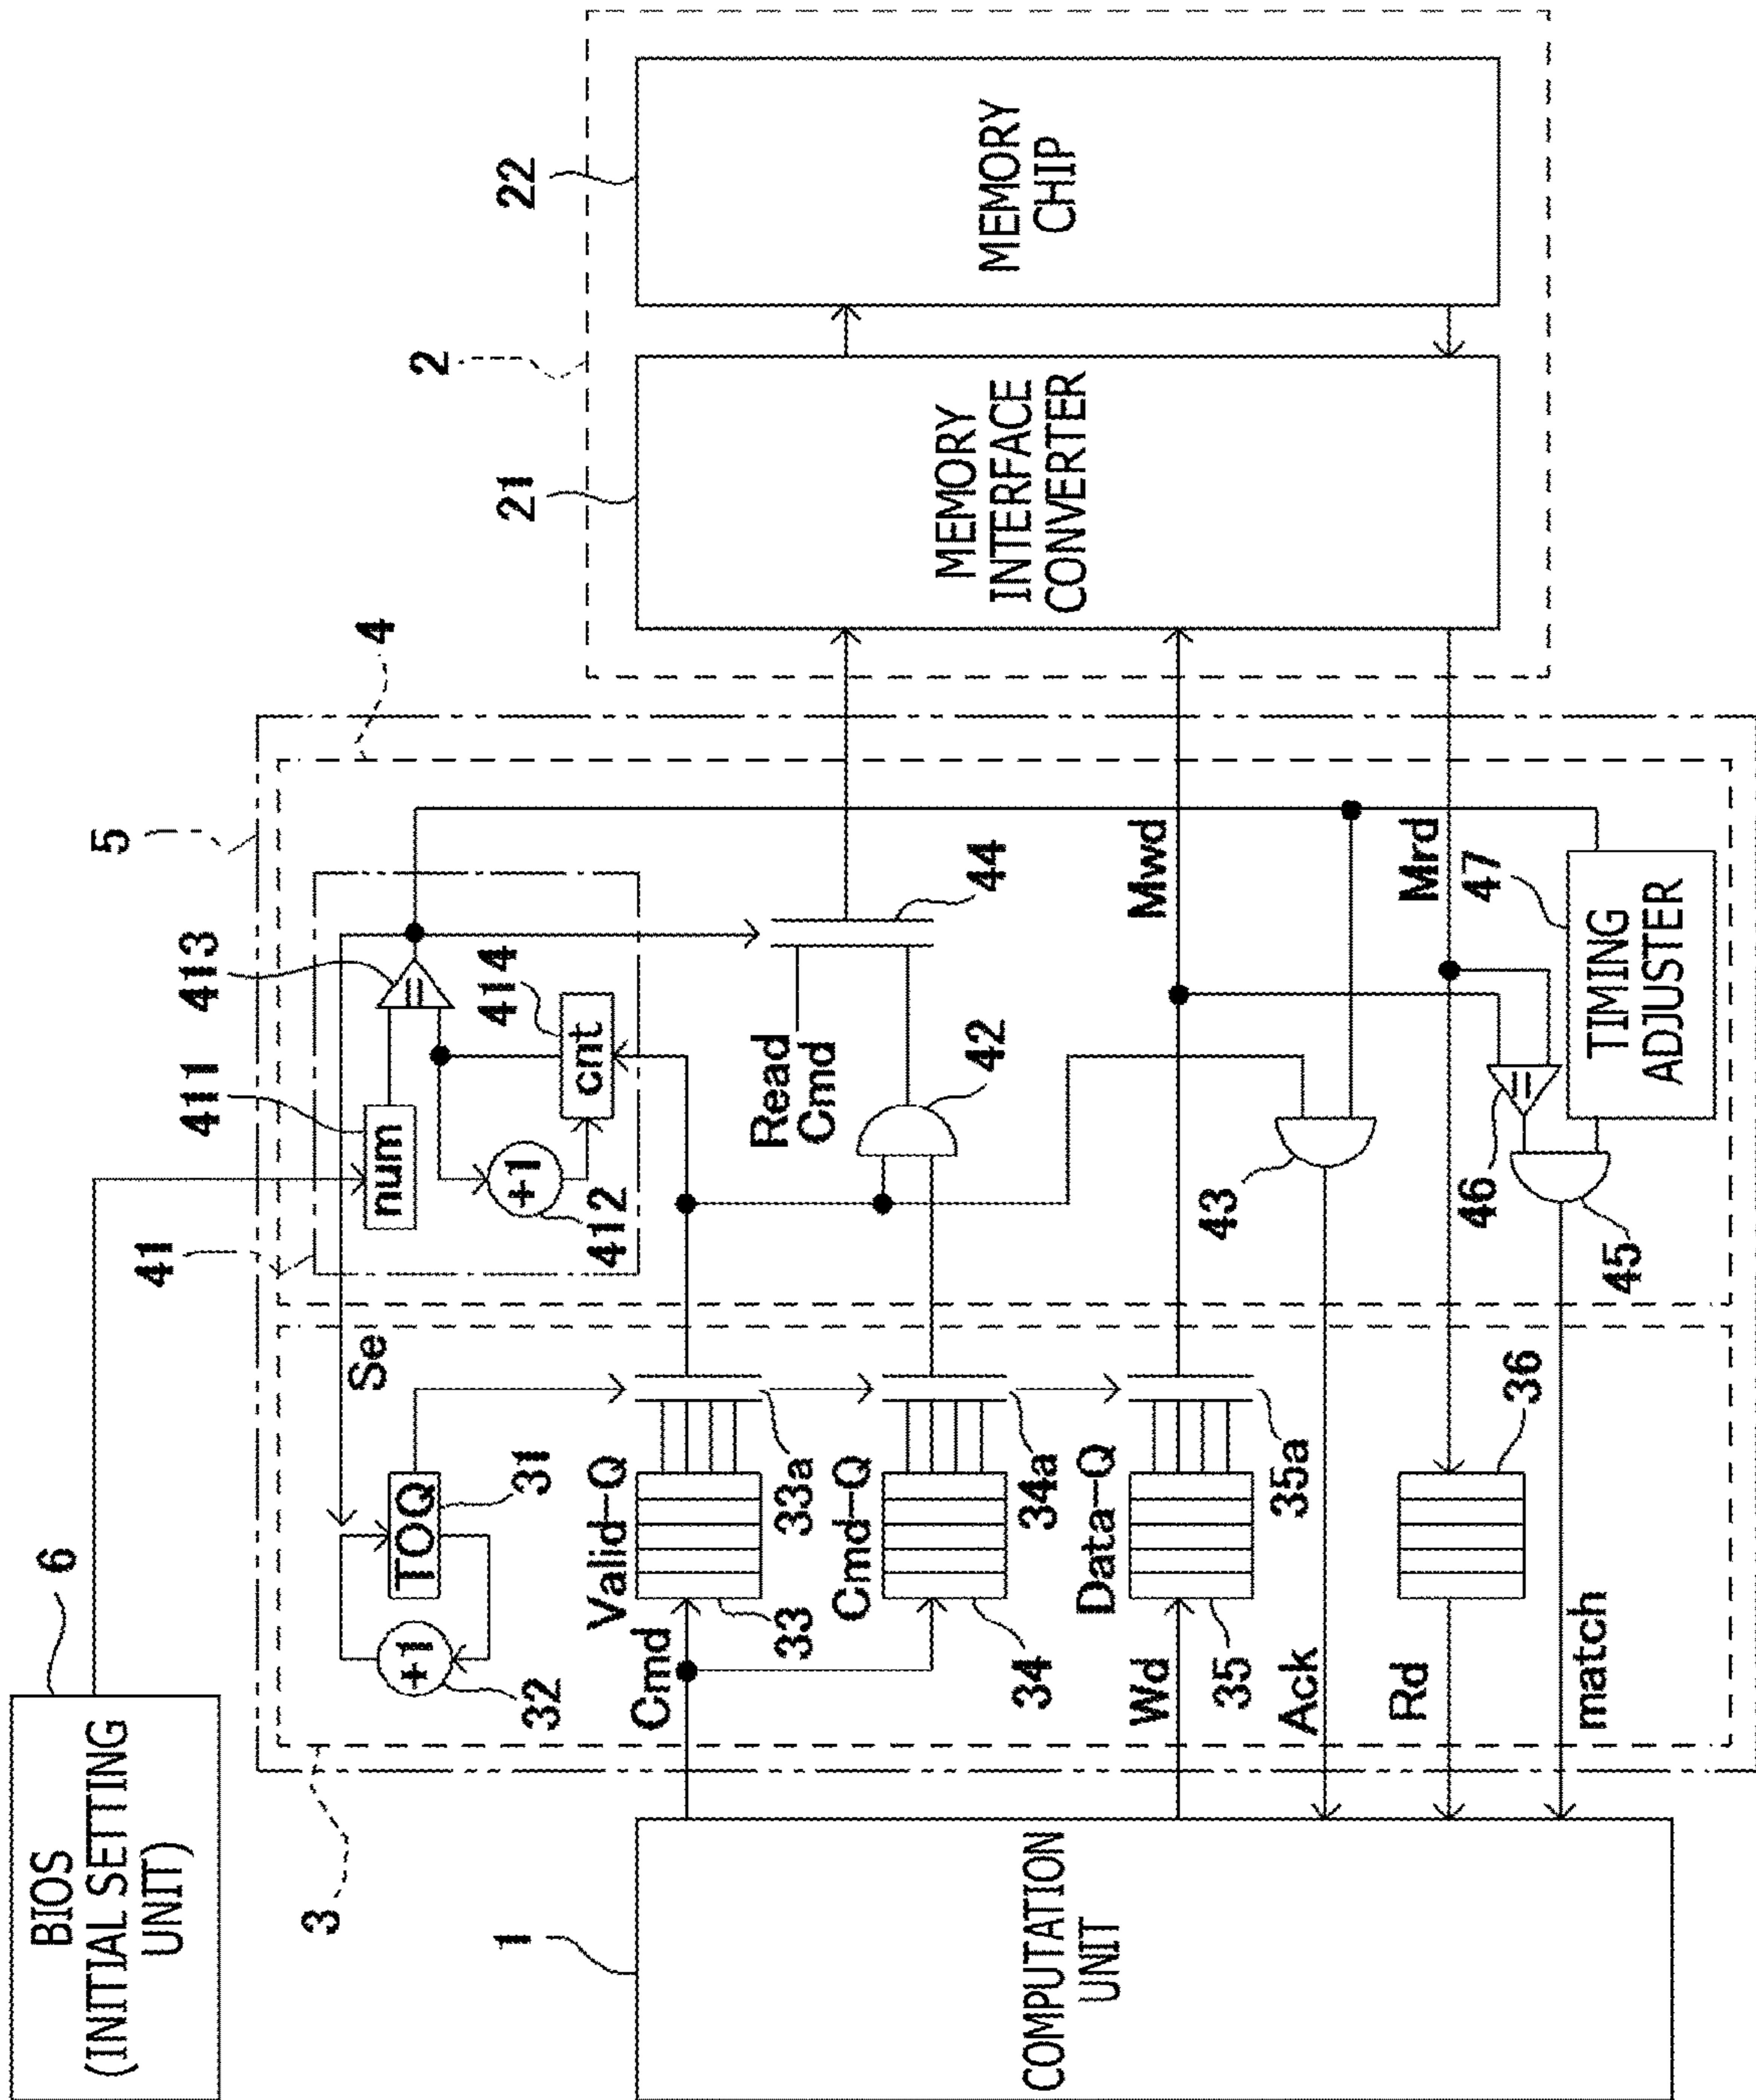 6
BIOS
(INITIAL SETTING
UNIT)
5
4
41
411
413
num
+1
412
cnt
414
Se
3
TOQ
31
+1
32
Valid-Q
Cmd
33
33a
Cmd-Q
34
34a
Data-Q
Wd
35
35a
Ack
Rd
36
match
Read
Cmd
42
44
43
Mwd
Mrd
47
TIMING
ADJUSTER
46
45
1
COMPUTATION
UNIT
2
21
MEMORY
INTERFACE
CONVERTER
22
MEMORY
CHIP